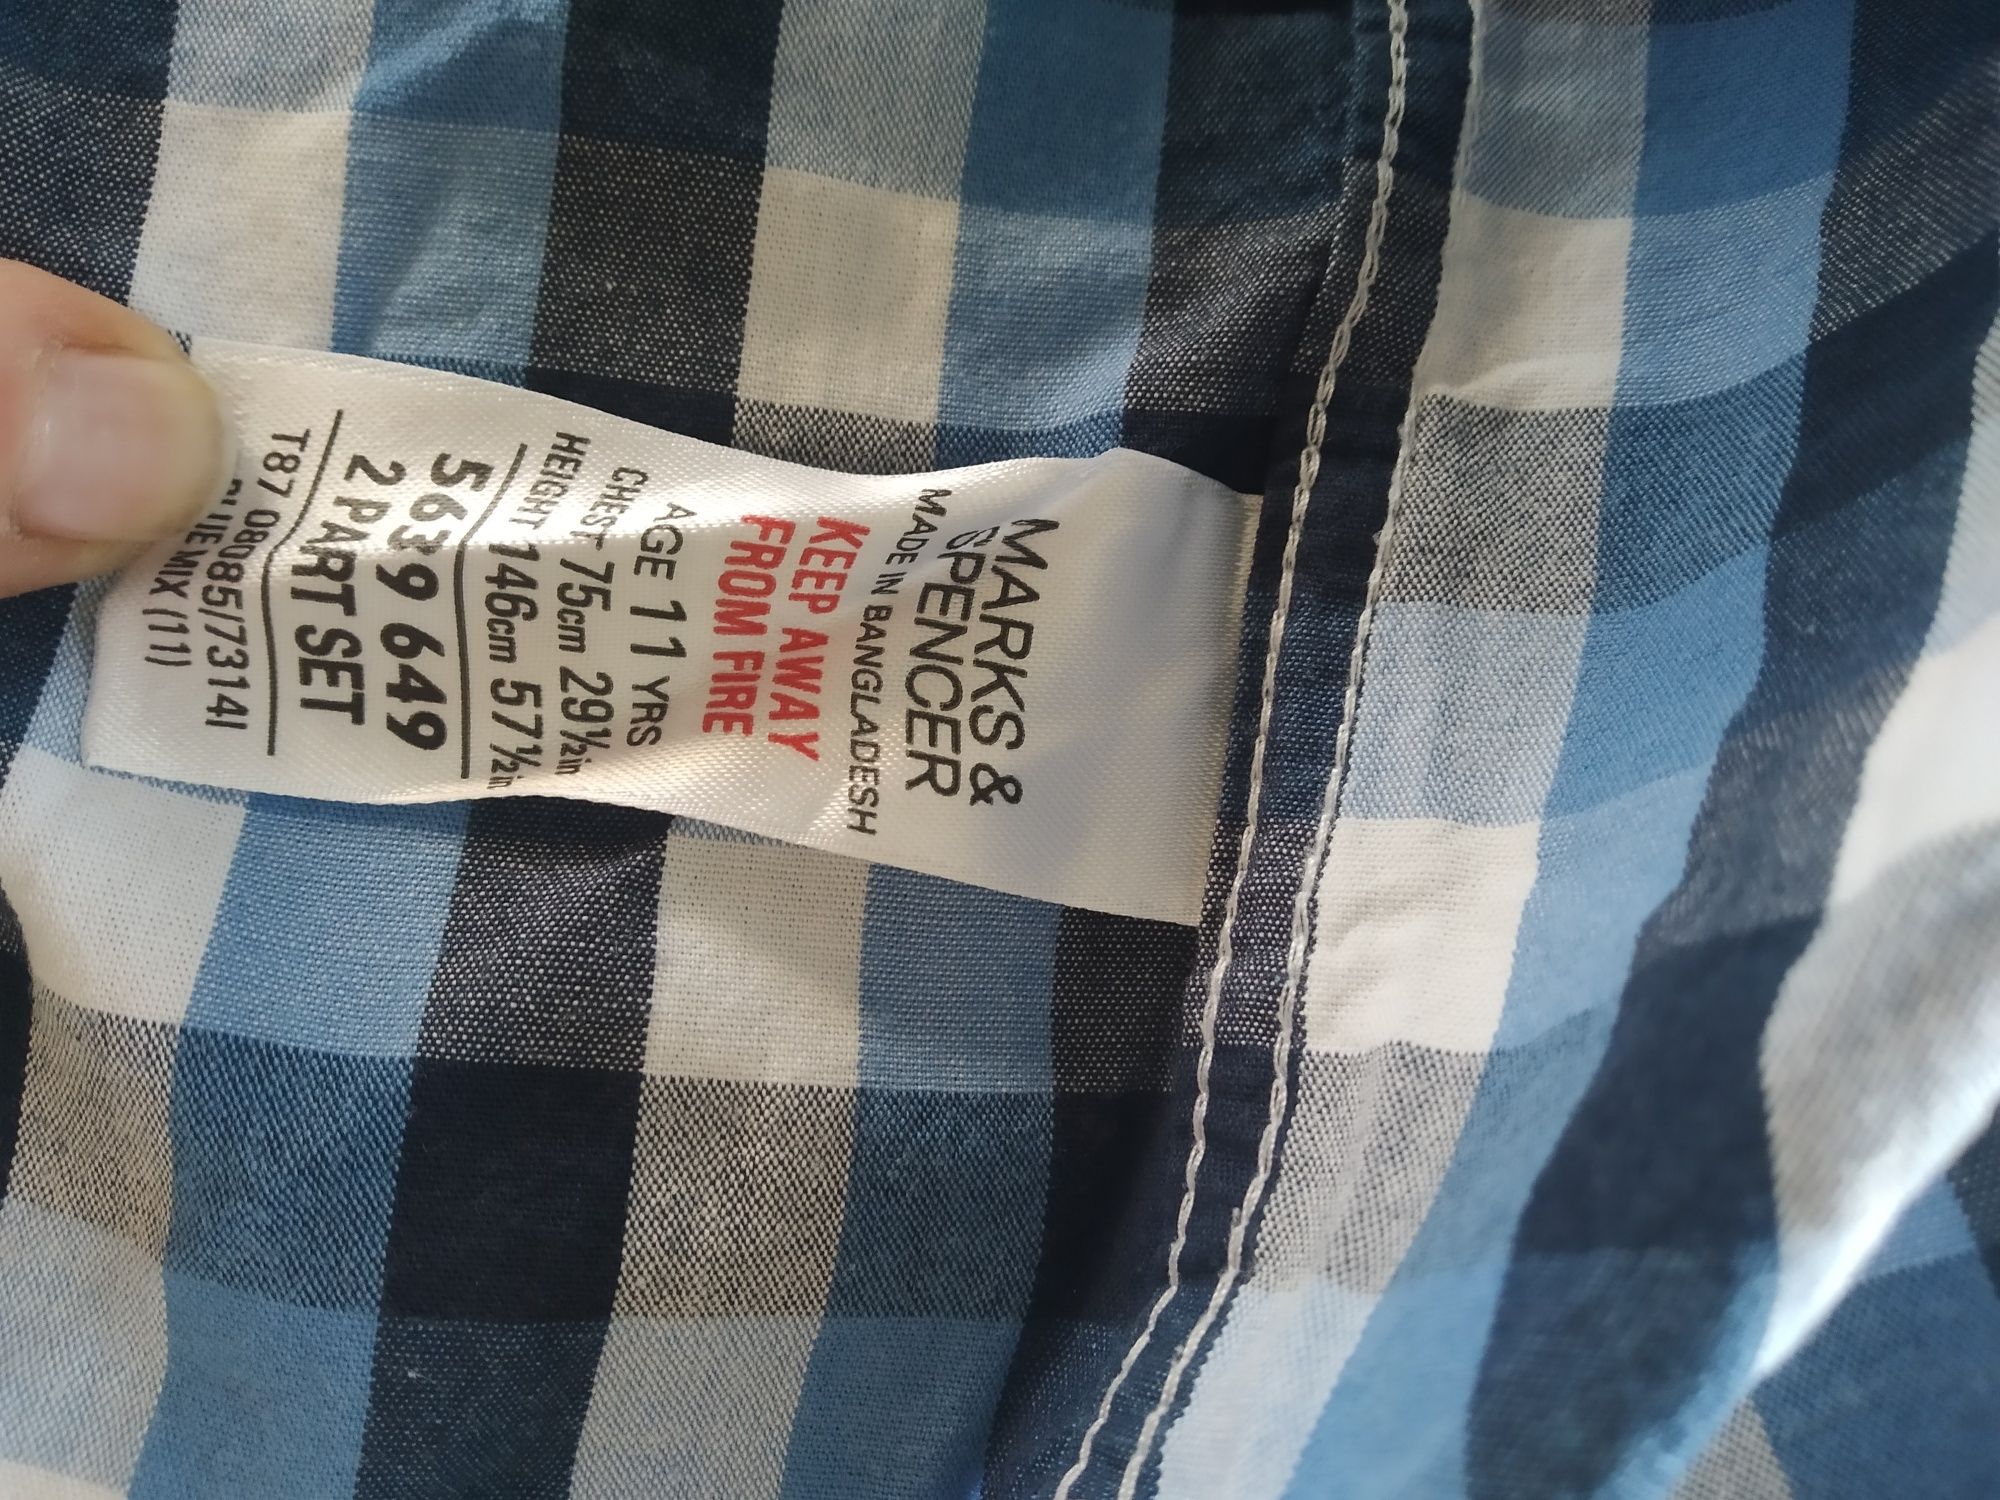 MARKS &
SPENCER
MADE IN BANGLADESH
KEEP AWAY
FROM FIRE
AGE 11 YRS
CHEST 75cm 29½in
HEIGHT 146cm 57½in
5639 649
2 PART SET
T87 08085/7314I
BLUE MIX (11)